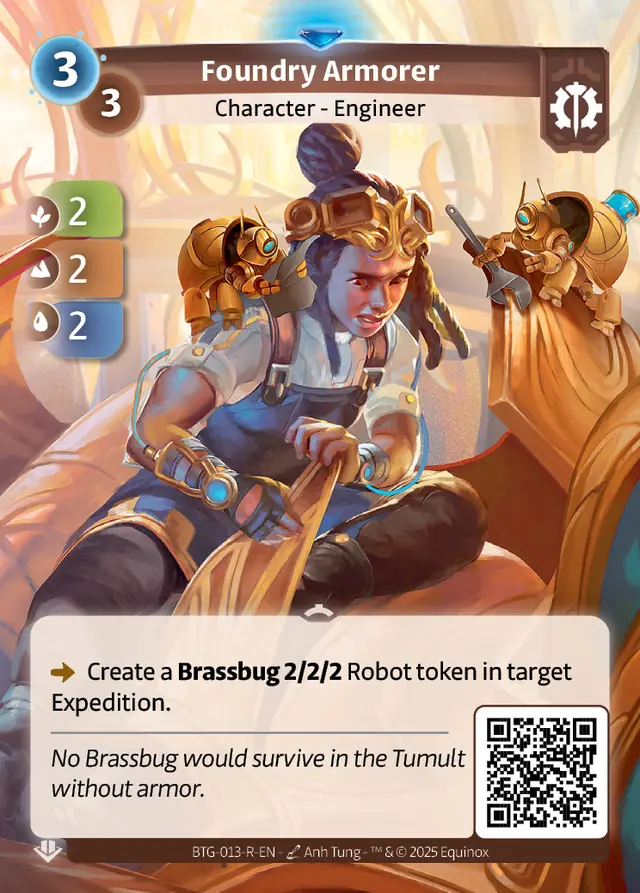 3
Foundry Armorer
3
Character - Engineer
2
2
2
Create a Brassbug 2/2/2 Robot token in target
Expedition.
No Brassbug would survive in the Tumult
without armor.
BTG-013-R-EN - Anh Tung - ™ & © 2025 Equinox